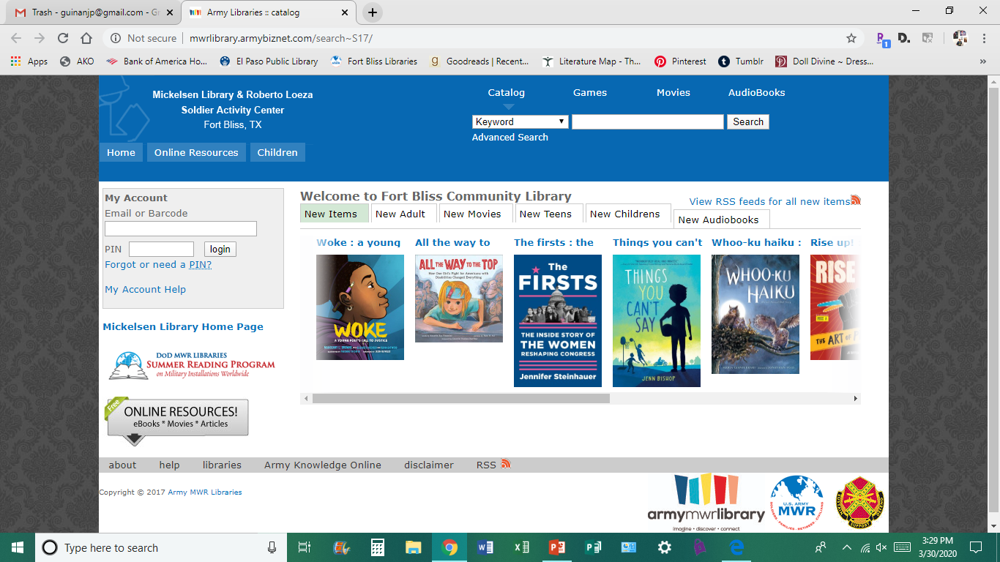 Trash - guinanjp@gmail.com - Gr
Army Libraries :: catalog
Not secure | mwrlibrary.armybiznet.com/search~S17/
Apps AKO Bank of America Ho... El Paso Public Library Fort Bliss Libraries Goodreads | Recent... Literature Map - Th... Pinterest Tumblr Doll Divine ~ Dress... »
Mickelsen Library & Roberto Loeza
Soldier Activity Center
Fort Bliss, TX
Catalog Games Movies AudioBooks
Keyword Search
Advanced Search
Home Online Resources Children
My Account
Email or Barcode
PIN login
Forgot or need a PIN?
My Account Help
Mickelsen Library Home Page
DoD MWR Libraries
Summer Reading Program
on Military Installations Worldwide
Free
ONLINE RESOURCES!
eBooks * Movies * Articles
Welcome to Fort Bliss Community Library
View RSS feeds for all new items
New Items New Adult New Movies New Teens New Childrens New Audiobooks
Woke : a young All the way to The firsts : the Things you can't Whoo-ku haiku : Rise up!
WOKE
A YOUNG POET'S CALL TO JUSTICE
ALL THE WAY TO THE TOP
How One Girl's Fight for Americans with
Disabilities Changed Everything
The
FIRSTS
THE INSIDE STORY OF
THE WOMEN
RESHAPING CONGRESS
Jennifer Steinhauer
THINGS
YOU
CAN'T
SAY
JENN BISHOP
WHOO-KU
HAIKU
RISE
THE ART OF
about help libraries Army Knowledge Online disclaimer RSS
Copyright © 2017 Army MWR Libraries
armymwrlibrary
imagine • discover • connect
U.S. ARMY
MWR
SOLDIERS • FAMILIES • RETIREES • CIVILIANS
SUSTAIN SUPPORT DEFEND
Type here to search
3:29 PM
3/30/2020